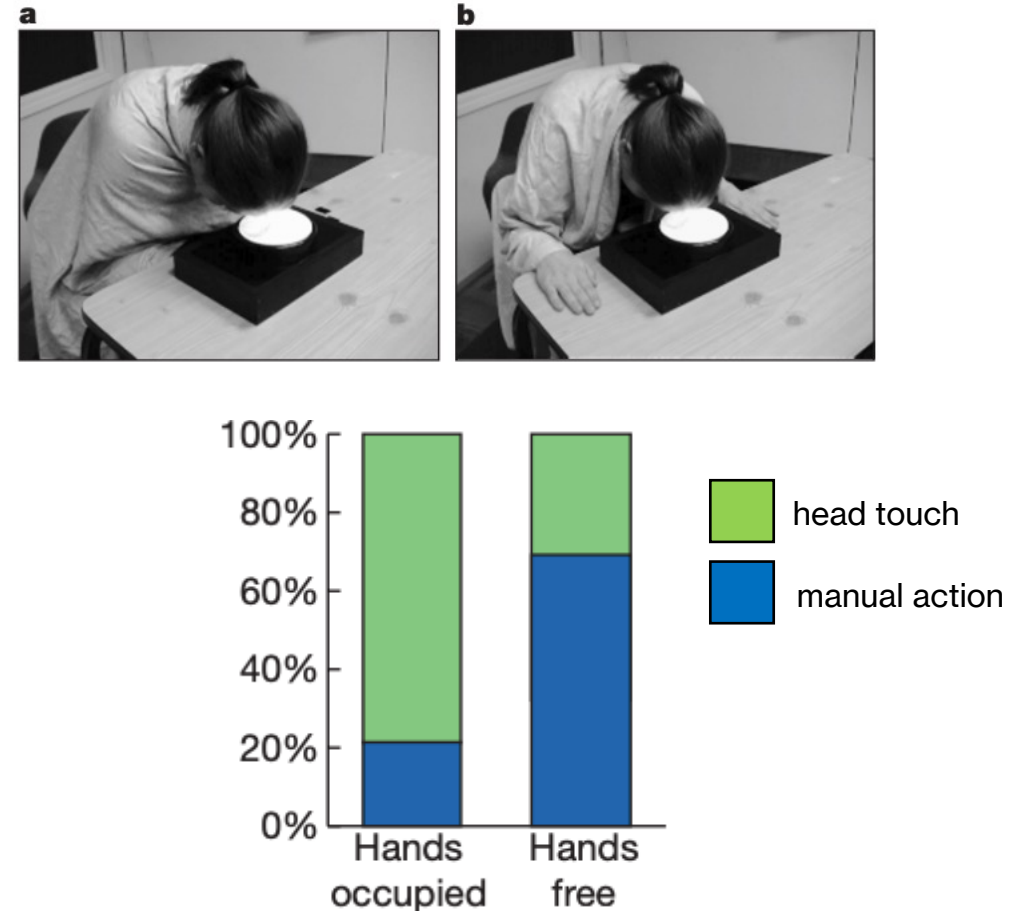 a
b
100%
80%
60%
40%
20%
0%
Hands
occupied
Hands
free
head touch
manual action